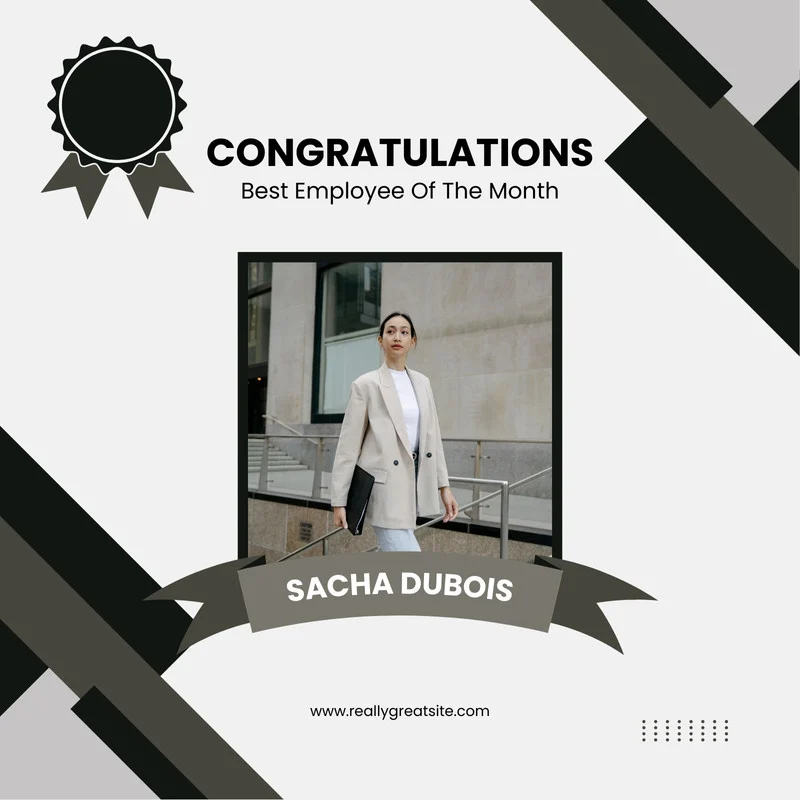 CONGRATULATIONS
Best Employee Of The Month
SACHA DUBOIS
www.reallygreatsite.com